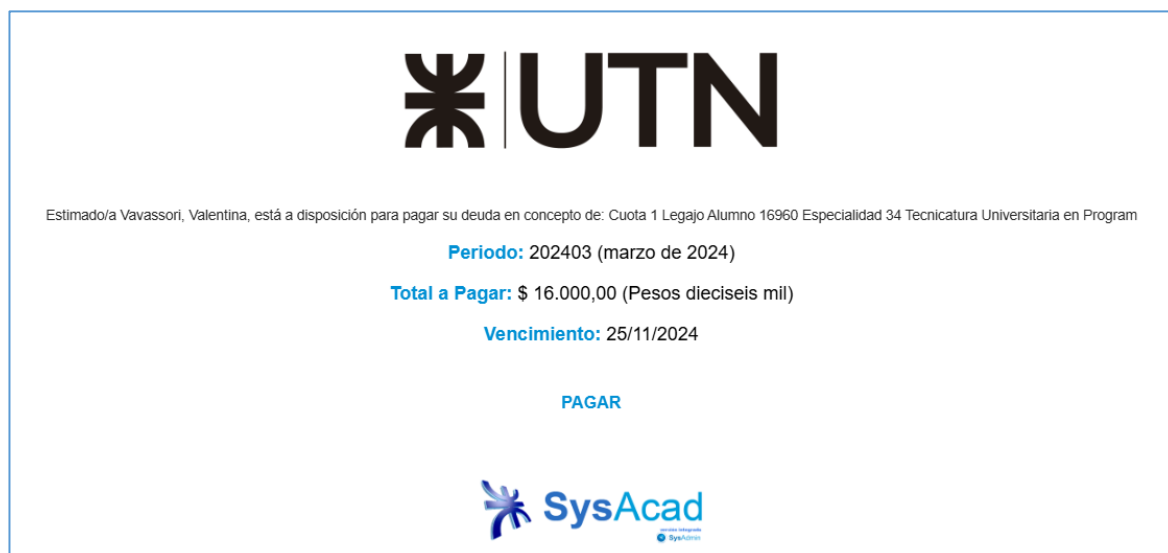 UTN
Estimado/a Vavassori, Valentina, está a disposición para pagar su deuda en concepto de: Cuota 1 Legajo Alumno 16960 Especialidad 34 Tecnicatura Universitaria en Program
Periodo: 202403 (marzo de 2024)
Total a Pagar: $ 16.000,00 (Pesos dieciseis mil)
Vencimiento: 25/11/2024
PAGAR
SysAcad
SysAdmin